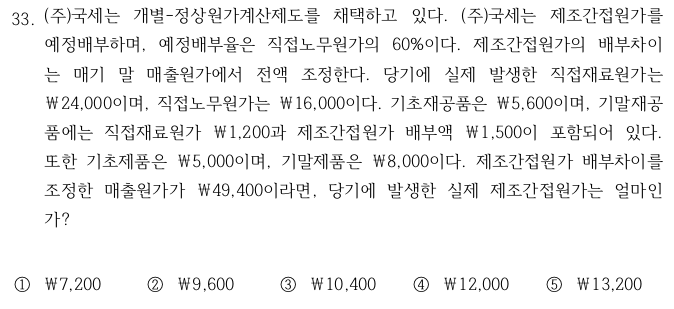 33. (주)국세는 개별-정상원가계산제도를 채택하고 있다. (주)국세는 제조간접원가를
예정배부하며, 예정배부율은 직접노무원가의 60%이다. 제조간접원가의 배부차이
는 매기 말 매출원가에서 전액 조정한다. 당기에 실제 발생한 직접재료원가는
₩24,000이며, 직접노무원가는 ₩16,000이다. 기초재공품은 ₩5,600이며, 기말재공
품에는 직접재료원가 ₩1,200과 제조간접원가 배부액 ₩1,500이 포함되어 있다.
또한 기초제품은 ₩5,000이며, 기말제품은 ₩8,000이다. 제조간접원가 배부차이를
조정한 매출원가가 ₩49,400이라면, 당기에 발생한 실제 제조간접원가는 얼마인
가?
① ₩7,200 ② ₩9,600 ③ ₩10,400 ④ ₩12,000 ⑤ ₩13,200